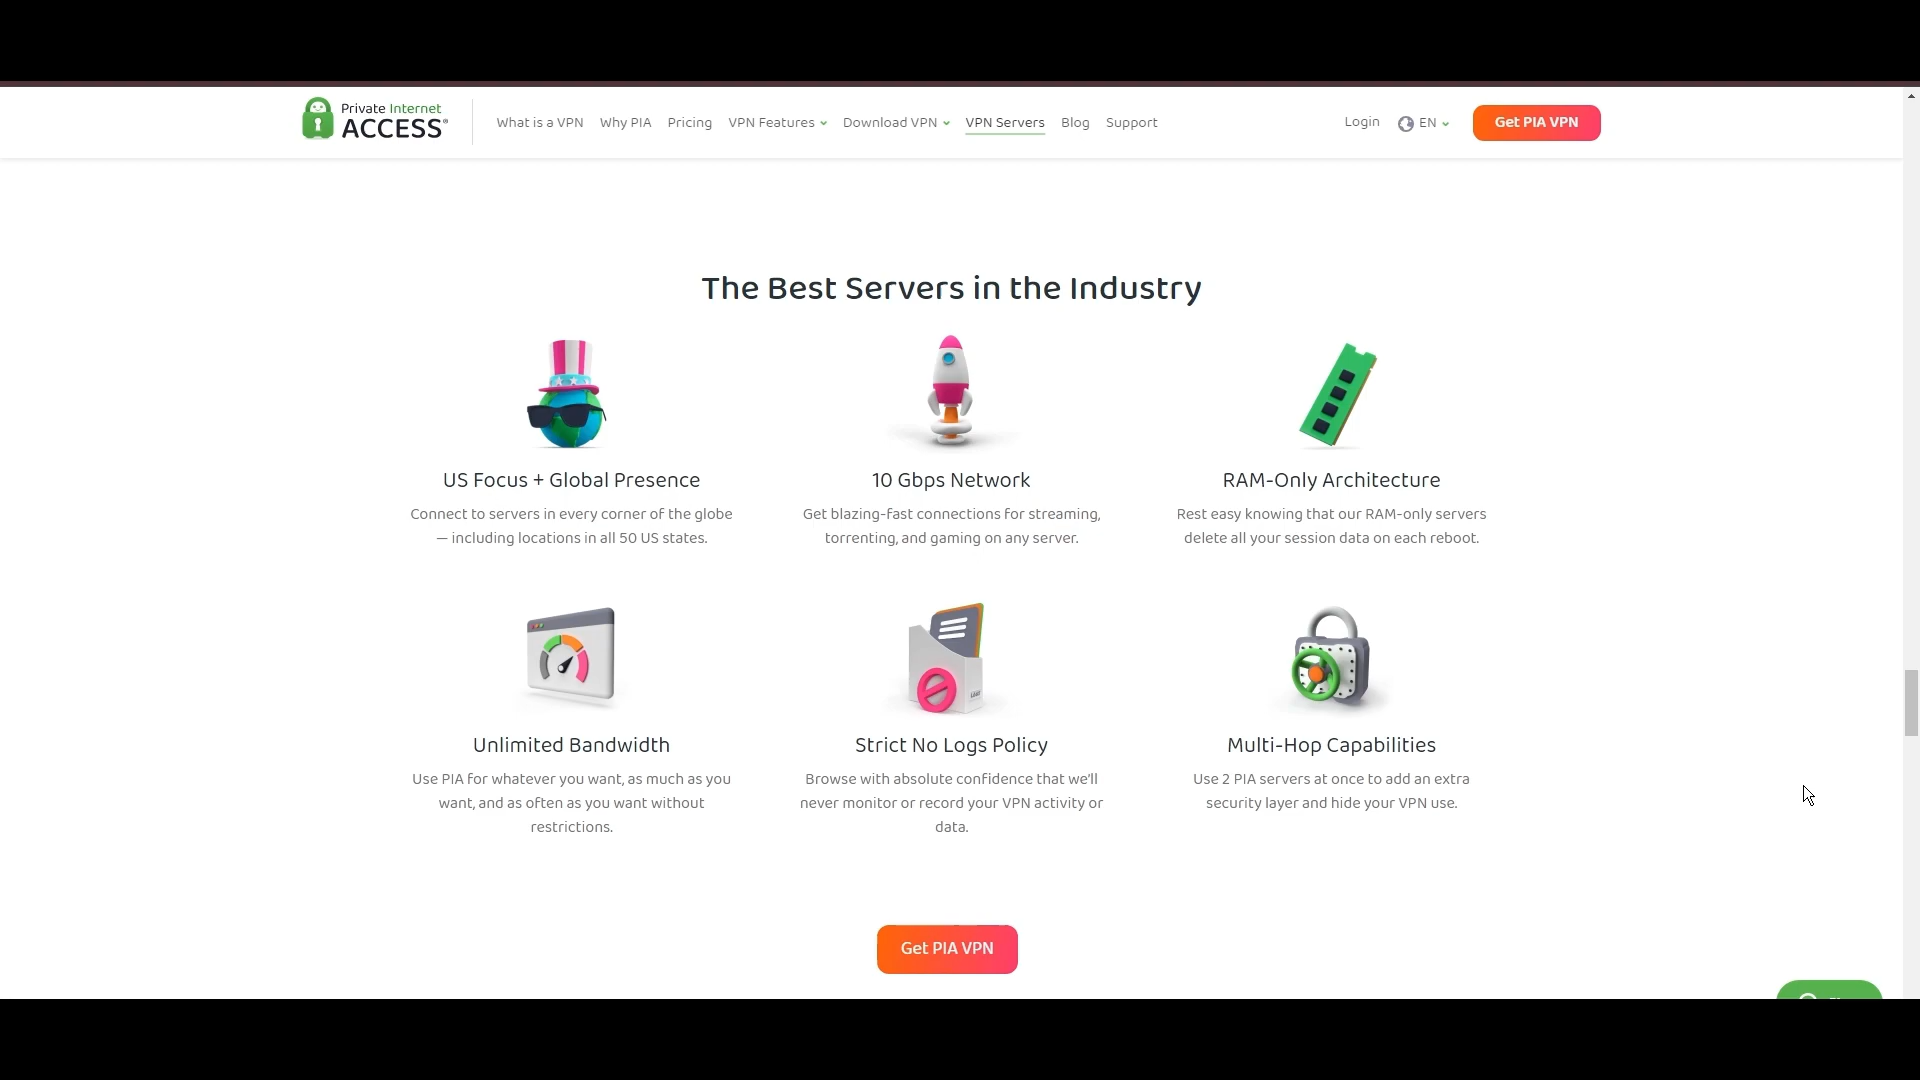 Private Internet
ACCESS®
What is a VPN Why PIA Pricing VPN Features Download VPN VPN Servers Blog Support Login EN Get PIA VPN
The Best Servers in the Industry
US Focus + Global Presence
Connect to servers in every corner of the globe
— including locations in all 50 US states.
10 Gbps Network
Get blazing-fast connections for streaming,
torrenting, and gaming on any server.
RAM-Only Architecture
Rest easy knowing that our RAM-only servers
delete all your session data on each reboot.
Unlimited Bandwidth
Use PIA for whatever you want, as much as you
want, and as often as you want without
restrictions.
Strict No Logs Policy
Browse with absolute confidence that we'll
never monitor or record your VPN activity or
data.
Multi-Hop Capabilities
Use 2 PIA servers at once to add an extra
security layer and hide your VPN use.
Get PIA VPN